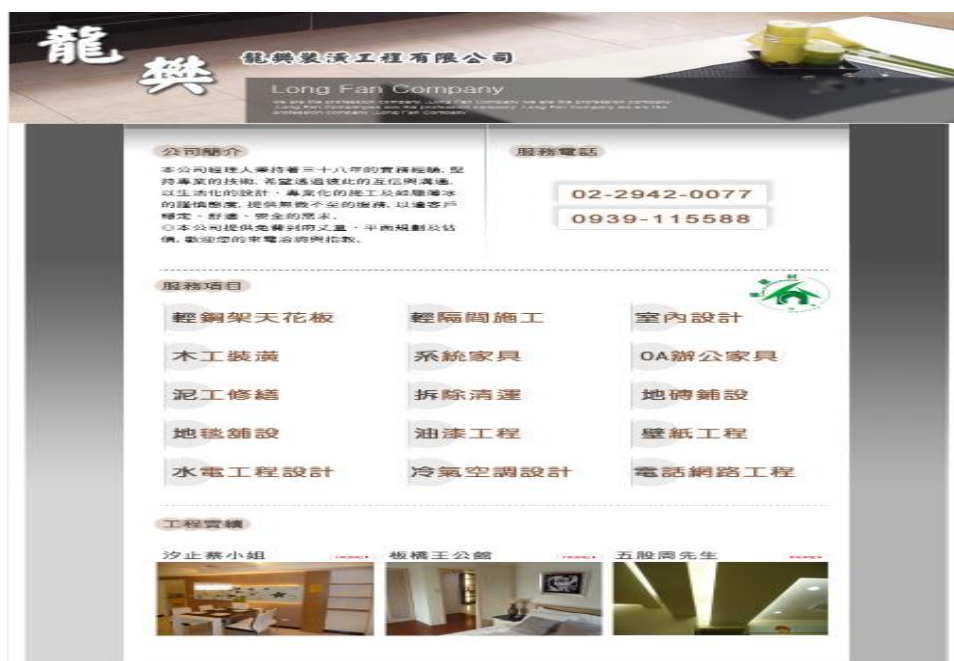 龍樊
龍樊裝潢工程有限公司
Long Fan Company
公司簡介
本公司經理人秉持著三十八年的實務經驗, 堅
持專業的技術, 希望透過彼此的互信與溝通,
以生活化的設計、專業化的施工及如履薄冰
的謹慎態度, 提供無微不至的服務, 以達客戶
穩定、舒適、安全的需求.
◎本公司提供免費到府丈量、平面規劃及估
價, 歡迎您的來電洽詢與指教.
服務電話
02-2942-0077
0939-115588
服務項目
輕鋼架天花板 輕隔間施工 室內設計
木工裝潢 系統家具 OA辦公家具
泥工修繕 拆除清運 地磚鋪設
地毯舖設 油漆工程 壁紙工程
水電工程設計 冷氣空調設計 電話網路工程
工程實績
汐止蔡小姐 板橋王公館 五股周先生